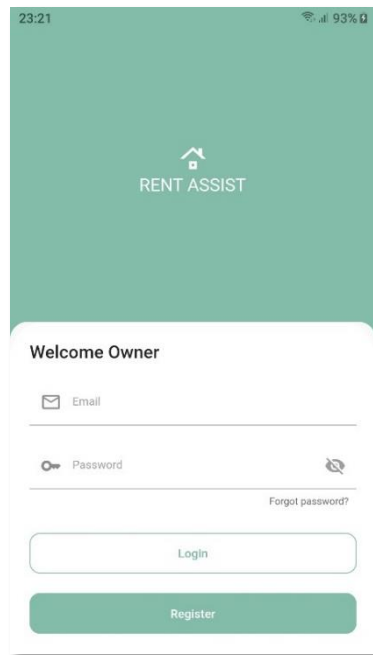 23:21 93%
RENT ASSIST
Welcome Owner
Email
Password
Forgot password?
Login
Register